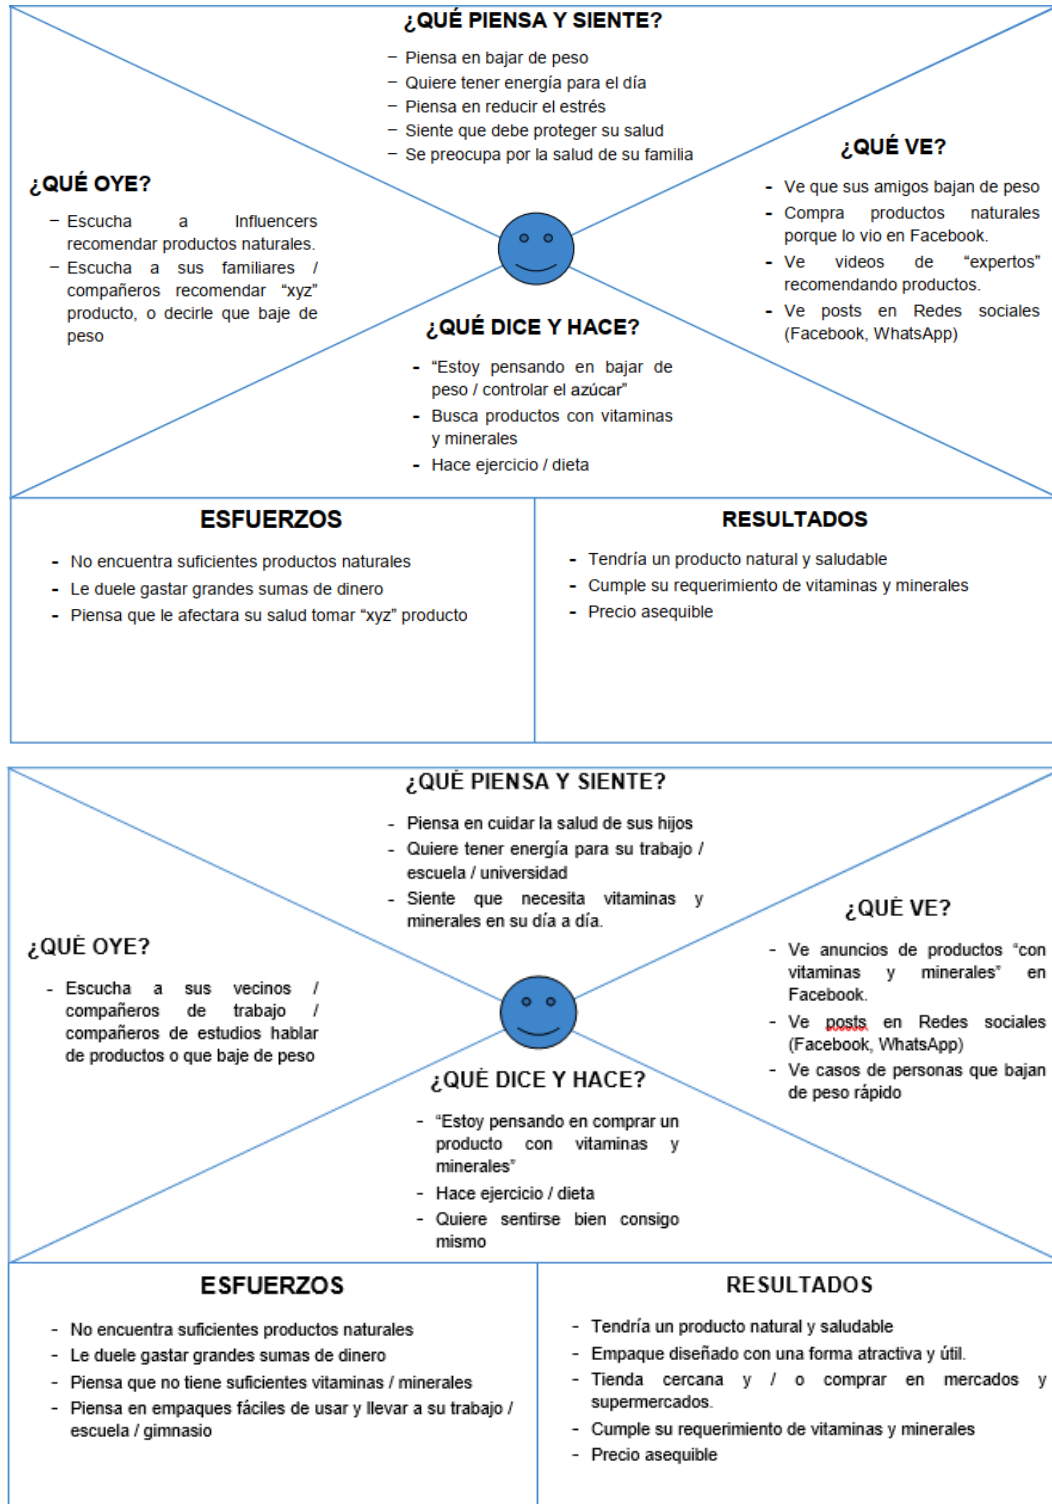 ¿QUÉ PIENSA Y SIENTE?
– Piensa en bajar de peso
– Quiere tener energía para el día
– Piensa en reducir el estrés
– Siente que debe proteger su salud
– Se preocupa por la salud de su familia
¿QUÉ OYE?
– Escucha a Influencers
recomendar productos naturales.
– Escucha a sus familiares /
compañeros recomendar “xyz”
producto, o decirle que baje de
peso
¿QUÉ VE?
- Ve que sus amigos bajan de peso
- Compra productos naturales
porque lo vio en Facebook.
- Ve videos de “expertos”
recomendando productos.
- Ve posts en Redes sociales
(Facebook, WhatsApp)
¿QUÉ DICE Y HACE?
- “Estoy pensando en bajar de
peso / controlar el azúcar”
- Busca productos con vitaminas
y minerales
- Hace ejercicio / dieta
ESFUERZOS
- No encuentra suficientes productos naturales
- Le duele gastar grandes sumas de dinero
- Piensa que le afectara su salud tomar “xyz” producto
RESULTADOS
- Tendría un producto natural y saludable
- Cumple su requerimiento de vitaminas y minerales
- Precio asequible
¿QUÉ PIENSA Y SIENTE?
- Piensa en cuidar la salud de sus hijos
- Quiere tener energía para su trabajo /
escuela / universidad
- Siente que necesita vitaminas y
minerales en su día a día.
¿QUÉ OYE?
- Escucha a sus vecinos /
compañeros de trabajo /
compañeros de estudios hablar
de productos o que baje de peso
¿QUÉ VE?
- Ve anuncios de productos “con
vitaminas y minerales” en
Facebook.
- Ve posts en Redes sociales
(Facebook, WhatsApp)
- Ve casos de personas que bajan
de peso rápido
¿QUÉ DICE Y HACE?
- “Estoy pensando en comprar un
producto con vitaminas y
minerales”
- Hace ejercicio / dieta
- Quiere sentirse bien consigo
mismo
ESFUERZOS
- No encuentra suficientes productos naturales
- Le duele gastar grandes sumas de dinero
- Piensa que no tiene suficientes vitaminas / minerales
- Piensa en empaques fáciles de usar y llevar a su trabajo /
escuela / gimnasio
RESULTADOS
- Tendría un producto natural y saludable
- Empaque diseñado con una forma atractiva y útil.
- Tienda cercana y / o comprar en mercados y
supermercados.
- Cumple su requerimiento de vitaminas y minerales
- Precio asequible